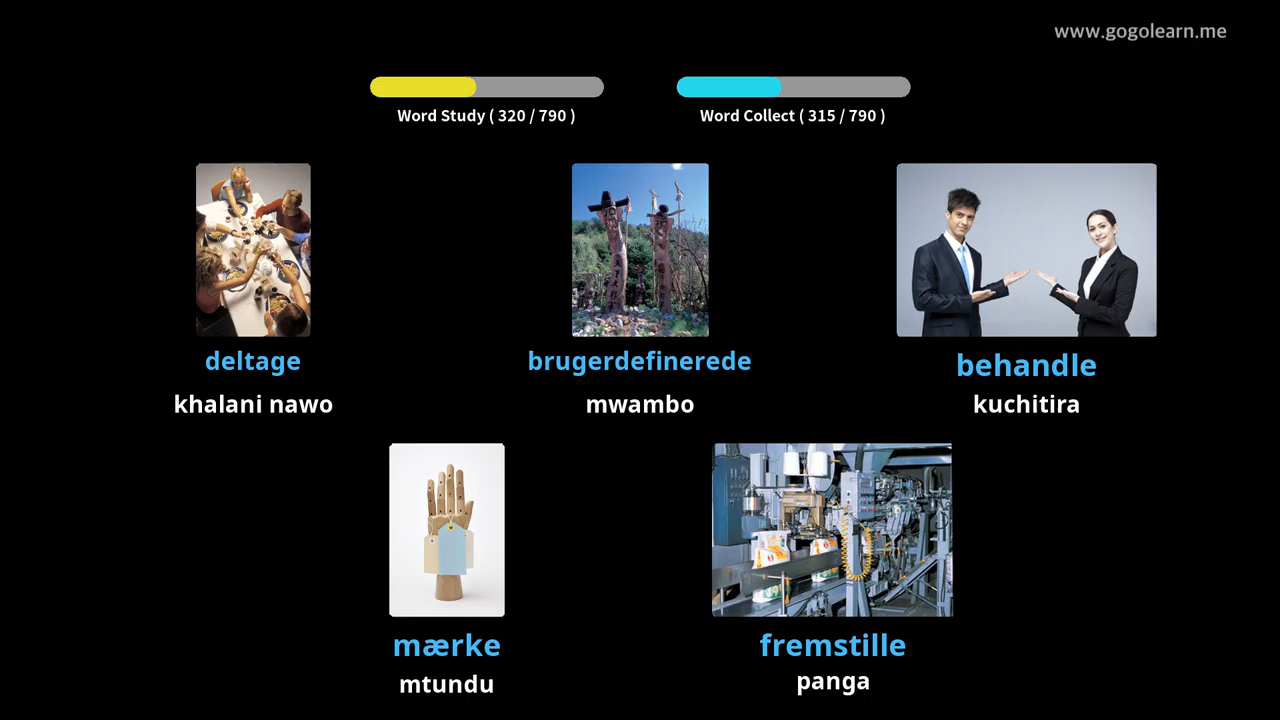 www.gogolearn.me
Word Study ( 320 / 790 )
Word Collect ( 315 / 790 )
deltage
khalani nawo
brugerdefinerede
mwambo
behandle
kuchitira
mærke
mtundu
fremstille
panga